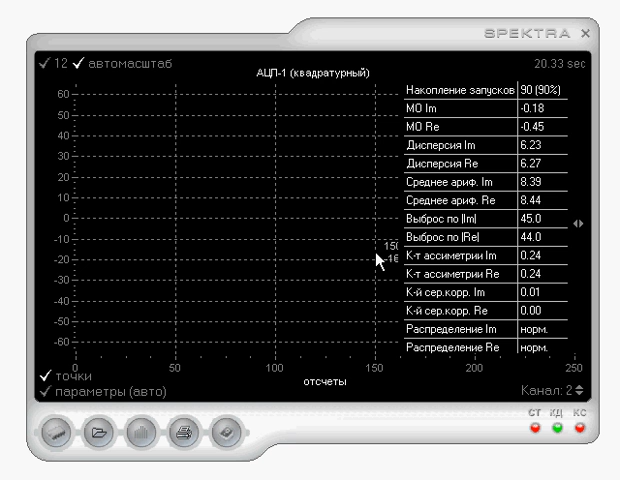 SPEKTRA
12 автомасштаб
20.33 sec
АЦП-1 (квадратурный)
60
50
40
30
20
10
0
-10
-20
-30
-40
-50
-60
Накопление запусков 90 (90%)
МО Im -0.18
МО Re -0.45
Дисперсия Im 6.23
Дисперсия Re 6.27
Среднее ариф. Im 8.39
Среднее ариф. Re 8.44
Выброс по |Im| 45.0
Выброс по |Re| 44.0
К-т ассиметрии Im 0.24
К-т ассиметрии Re 0.24
К-й сер.корр. Im 0.01
К-й сер.корр. Re 0.00
Распределение Im норм.
Распределение Re норм.
0 50 100 150 200 250
точки
отсчеты
параметры (авто)
Канал: 2
СТ КД КС